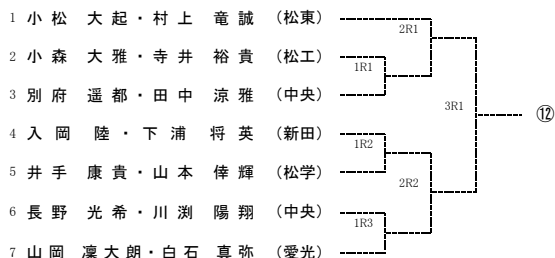 1 小松 大起・村上 竜誠 (松東)
2R1
2 小森 大雅・寺井 裕貴 (松工)
1R1
3 別府 遥都・田中 涼雅 (中央)
3R1
⑫
4 入岡 陸・下浦 将英 (新田)
1R2
5 井手 康貴・山本 倖輝 (松学)
2R2
6 長野 光希・川渕 陽翔 (中央)
1R3
7 山岡 凜大朗・白石 真弥 (愛光)